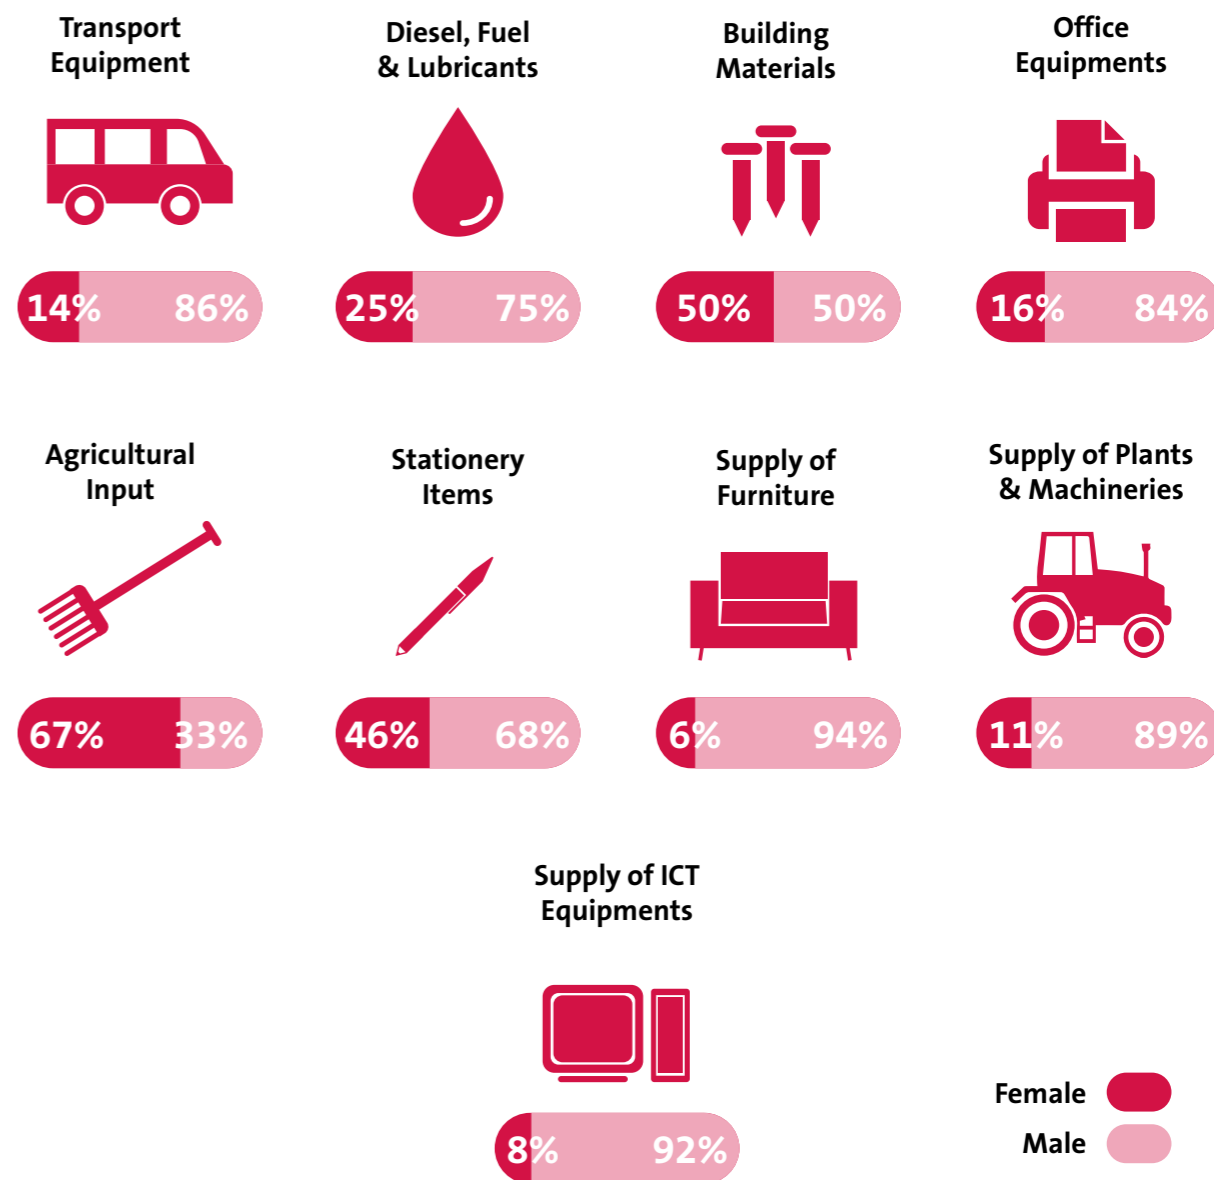 Transport
Equipment
Diesel, Fuel
& Lubricants
Building
Materials
Office
Equipments
14% 86%
25% 75%
50% 50%
16% 84%
Agricultural
Input
Stationery
Items
Supply of
Furniture
Supply of Plants
& Machineries
67% 33%
46% 68%
6% 94%
11% 89%
Supply of ICT
Equipments
8% 92%
Female
Male